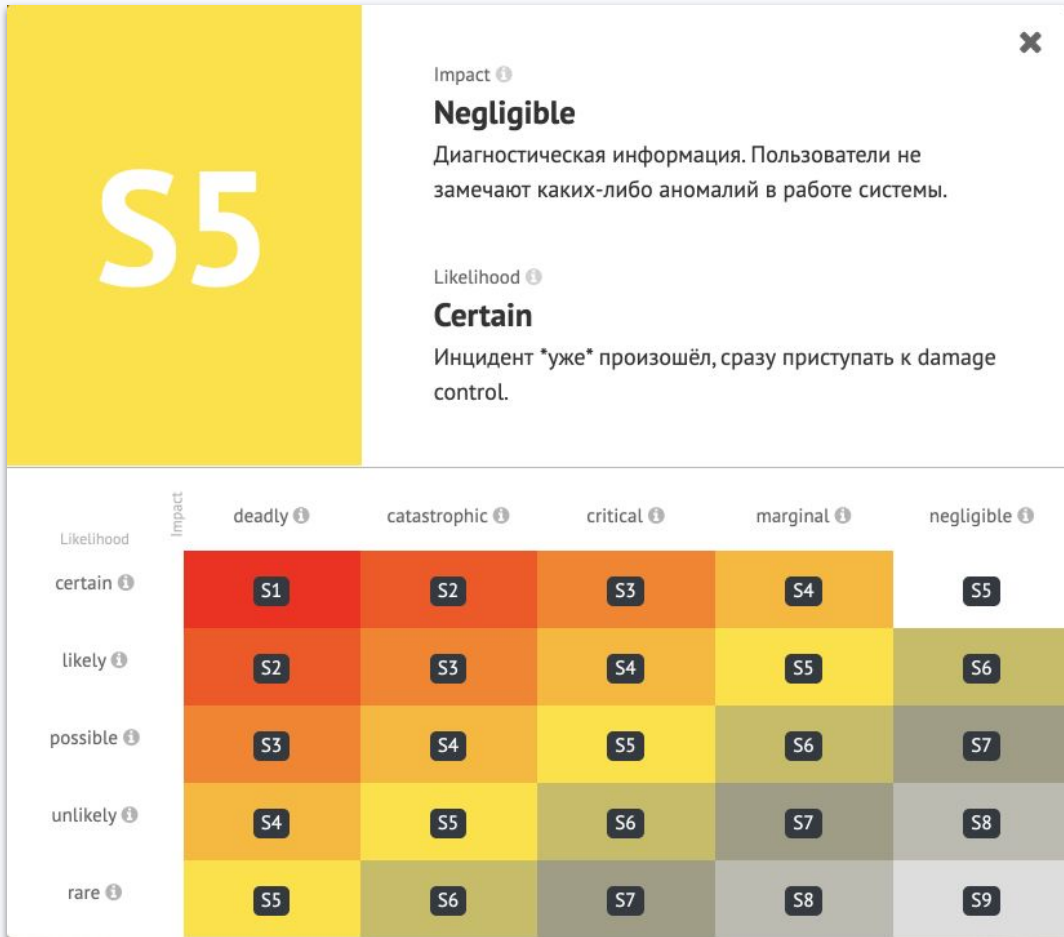 S5
Impact
Negligible
Диагностическая информация. Пользователи не
замечают каких-либо аномалий в работе системы.
Likelihood
Certain
Инцидент *уже* произошёл, сразу приступать к damage
control.
Likelihood Impact deadly catastrophic critical marginal negligible
certain S1 S2 S3 S4 S5
likely S2 S3 S4 S5 S6
possible S3 S4 S5 S6 S7
unlikely S4 S5 S6 S7 S8
rare S5 S6 S7 S8 S9